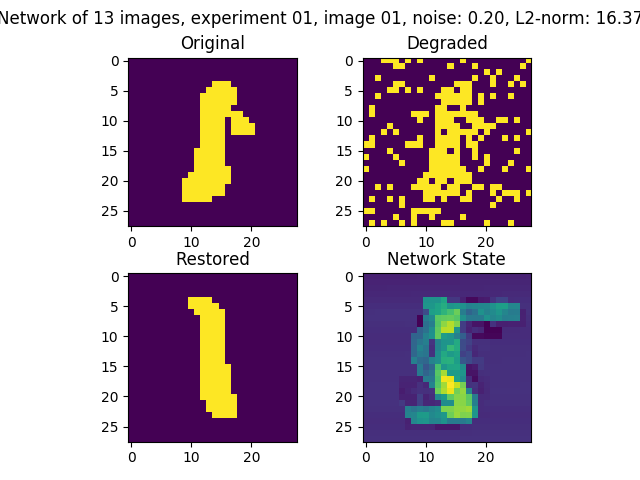 Network of 13 images, experiment 01, image 01, noise: 0.20, L2-norm: 16.37
Original Degraded
0 0
5 5
10 10
15 15
20 20
25 25
0 10 20 0 10 20
Restored Network State
0 0
5 5
10 10
15 15
20 20
25 25
0 10 20 0 10 20